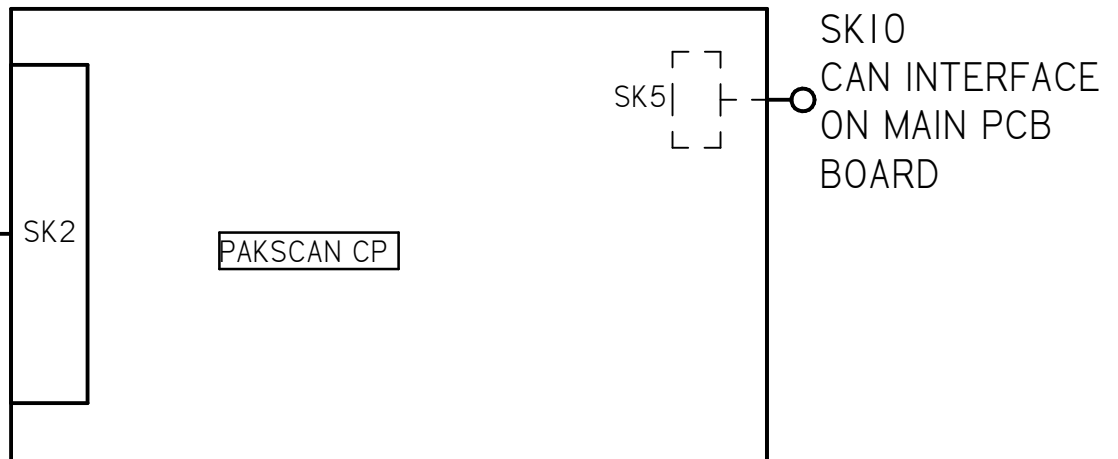 SK10
CAN INTERFACE
ON MAIN PCB
BOARD
SK5
SK2
PAKSCAN CP